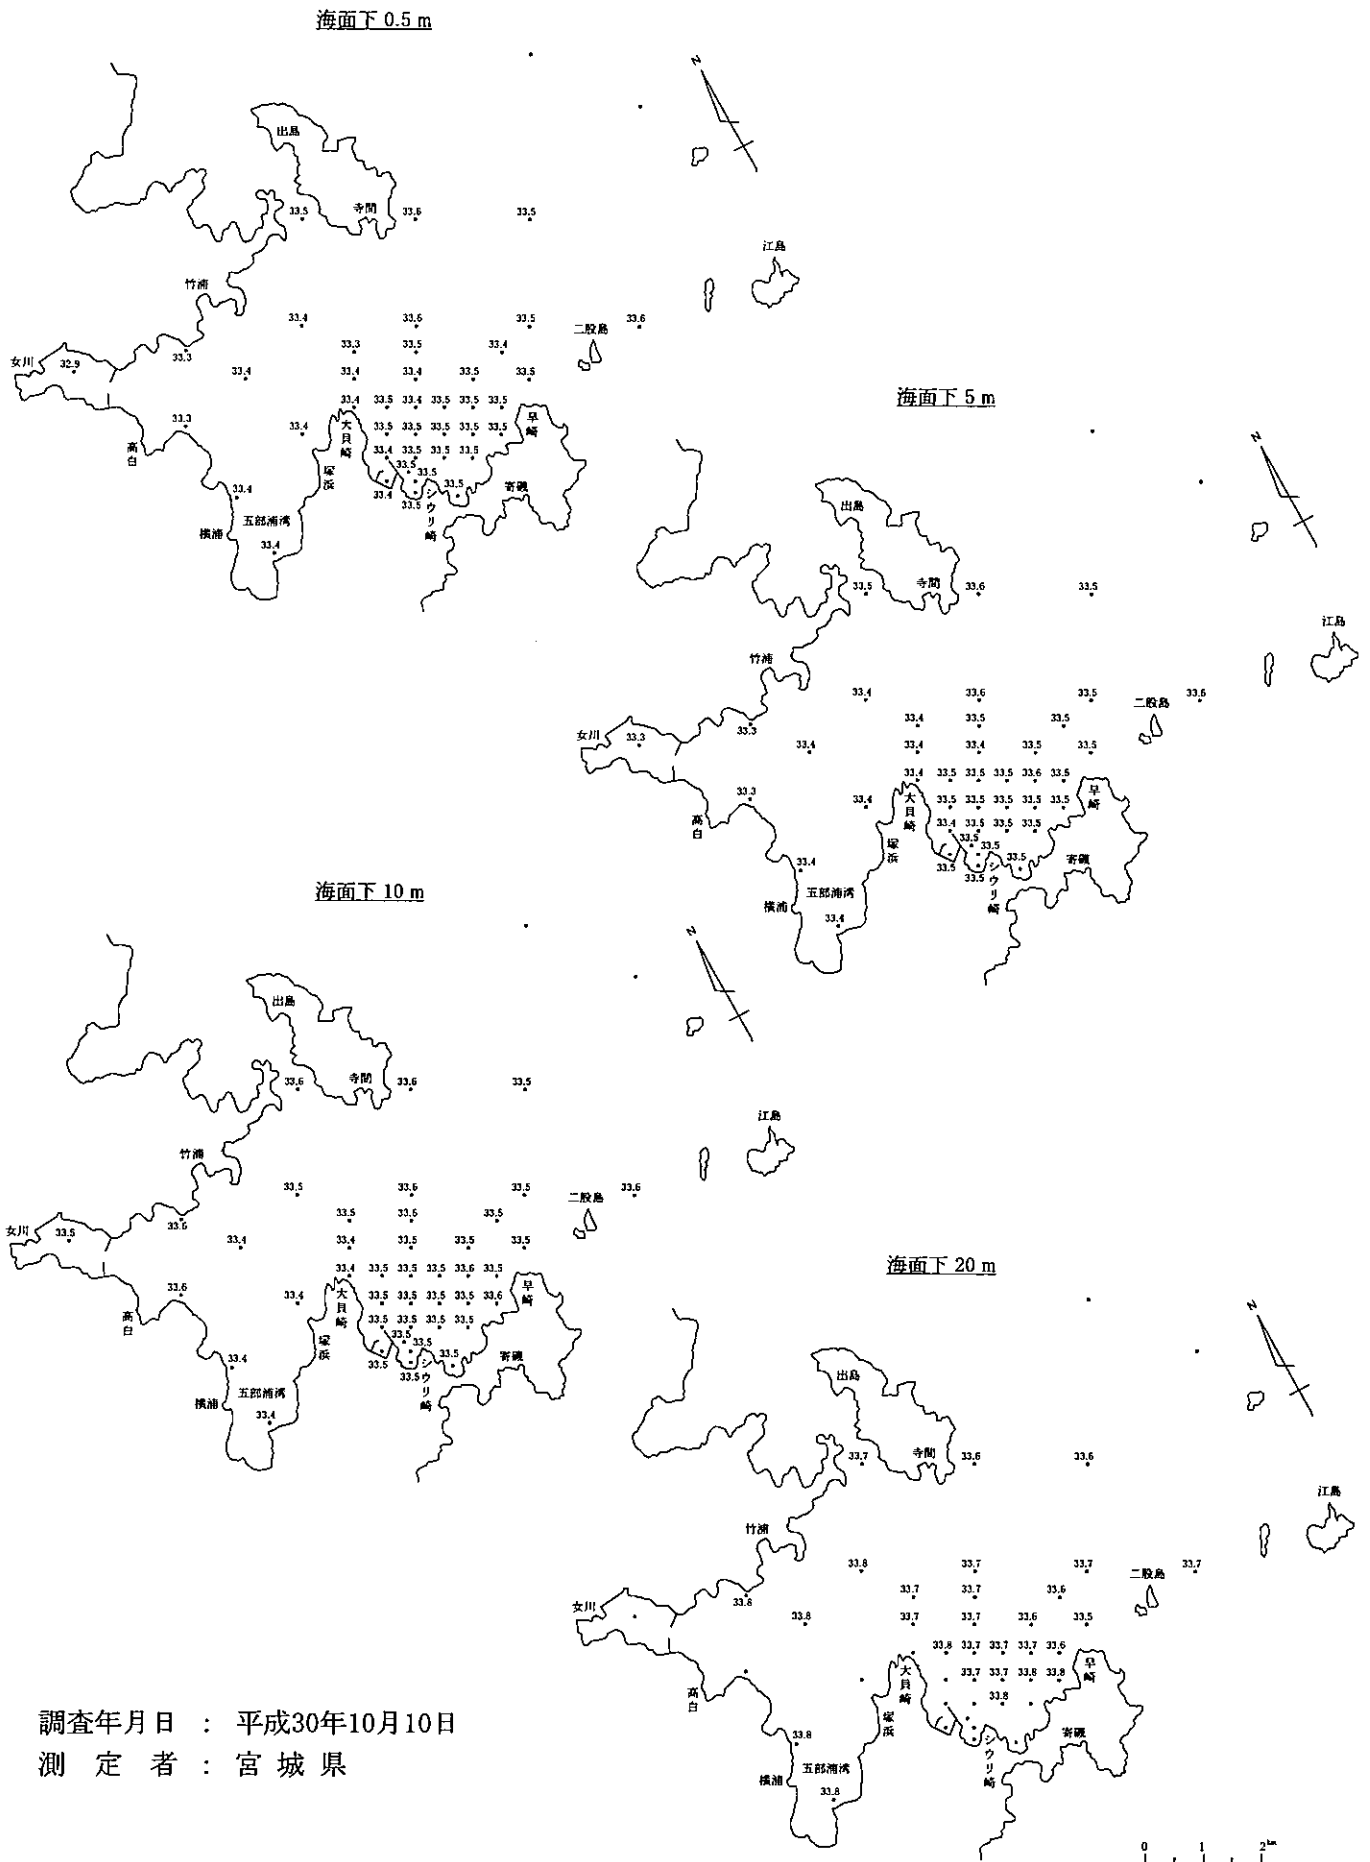 海面下 0.5 m
N
出島
寺間
33.5 33.6 33.5
江島
竹浦
33.4 33.6 33.5 33.6
二股島
33.3 33.3 33.5 33.4
女川
32.9 33.4 33.4 33.4 33.5 33.5
33.4 33.5 33.4 33.5 33.5 33.5
早崎
高白
33.3 33.4 33.5 33.5 33.5 33.5 33.5
大貝崎
塚浜
33.4 33.5 33.5 33.5
33.5 33.5
33.4 33.5 33.5
シウリ崎
寄磯
33.4
横浦
五部浦湾
33.4
海面下 5 m
N
出島
寺間
33.5 33.6 33.5
江島
竹浦
33.4 33.6 33.5 33.6
二股島
33.3 33.4 33.5 33.5
女川
33.3 33.4 33.4 33.4 33.5 33.5
33.4 33.5 33.5 33.5 33.6 33.5
早崎
高白
33.3 33.4 33.5 33.5 33.5 33.5 33.5
大貝崎
塚浜
33.4 33.5 33.5 33.5
33.5 33.5
33.5 33.5 33.5
シウリ崎
寄磯
33.4
横浦
五部浦湾
33.4
海面下 10 m
N
出島
寺間
33.6 33.6 33.5
江島
竹浦
33.5 33.6 33.5 33.6
二股島
33.6 33.5 33.5 33.5
女川
33.5 33.4 33.4 33.5 33.5 33.5
33.4 33.5 33.5 33.5 33.6 33.5
早崎
高白
33.6 33.4 33.5 33.5 33.5 33.5 33.6
大貝崎
塚浜
33.5 33.5 33.5 33.5
33.5 33.5
33.5 33.5 33.5
シウリ崎
寄磯
33.4
横浦
五部浦湾
33.4
海面下 20 m
N
出島
寺間
33.7 33.6 33.6
江島
竹浦
33.8 33.7 33.7 33.7
二股島
33.8 33.7 33.7 33.6
女川
33.8 33.7 33.7 33.6 33.5
33.8 33.7 33.7 33.7 33.6
早崎
高白
33.7 33.7 33.8 33.8
大貝崎
塚浜
33.8
シウリ崎
寄磯
33.8
横浦
五部浦湾
33.8
調査年月日 : 平成30年10月10日
測 定 者 : 宮 城 県
0 1 2 km